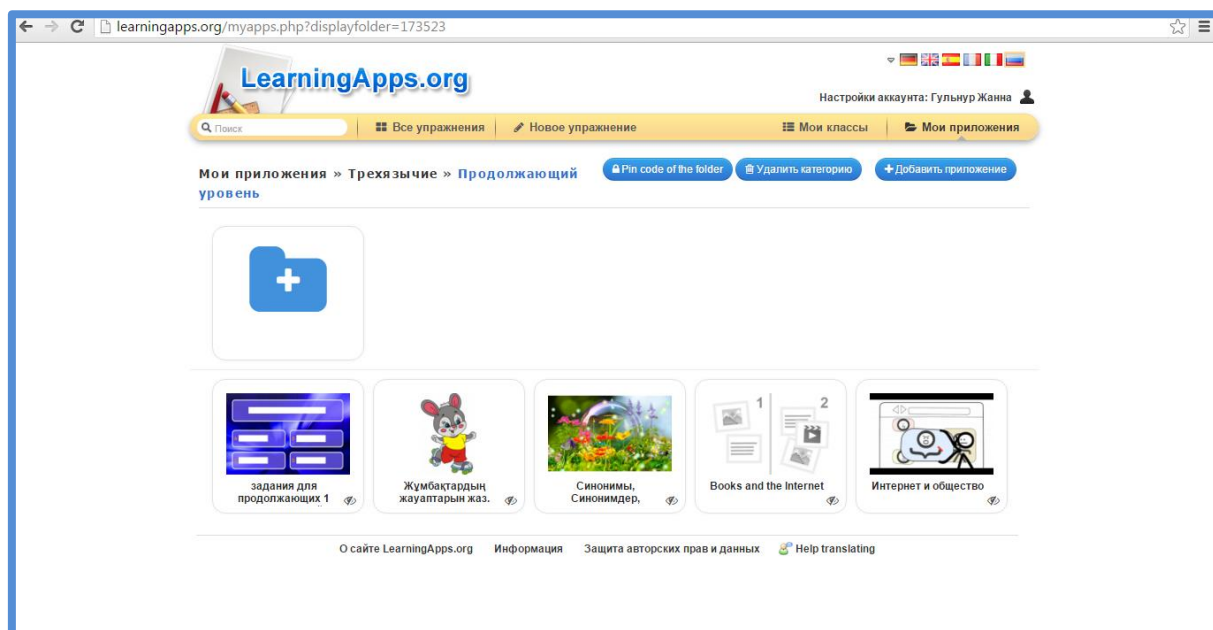 learningapps.org/myapps.php?displayfolder=173523
LearningApps.org
Настройки аккаунта: Гульнур Жанна
Поиск
Все упражнения
Новое упражнение
Мои классы
Мои приложения
Мои приложения » Трехязычие » Продолжающий
уровень
Pin code of the folder
Удалить категорию
Добавить приложение
задания для
продолжающих 1
Жұмбақтардың
жауаптарын жаз.
Синонимы,
Синонимдер,
1 2
Books and the Internet
Интернет и общество
О сайте LearningApps.org Информация Защита авторских прав и данных Help translating